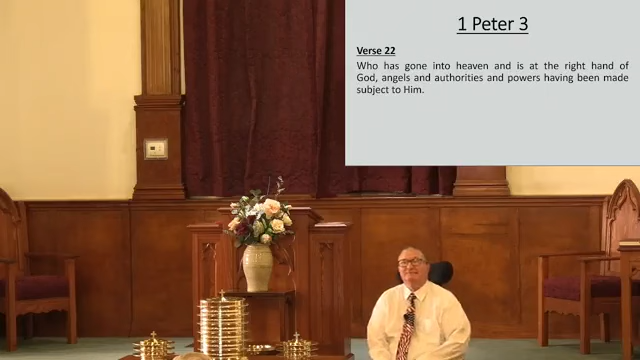 1 Peter 3
Verse 22
Who has gone into heaven and is at the right hand of
God, angels and authorities and powers having been made
subject to Him.